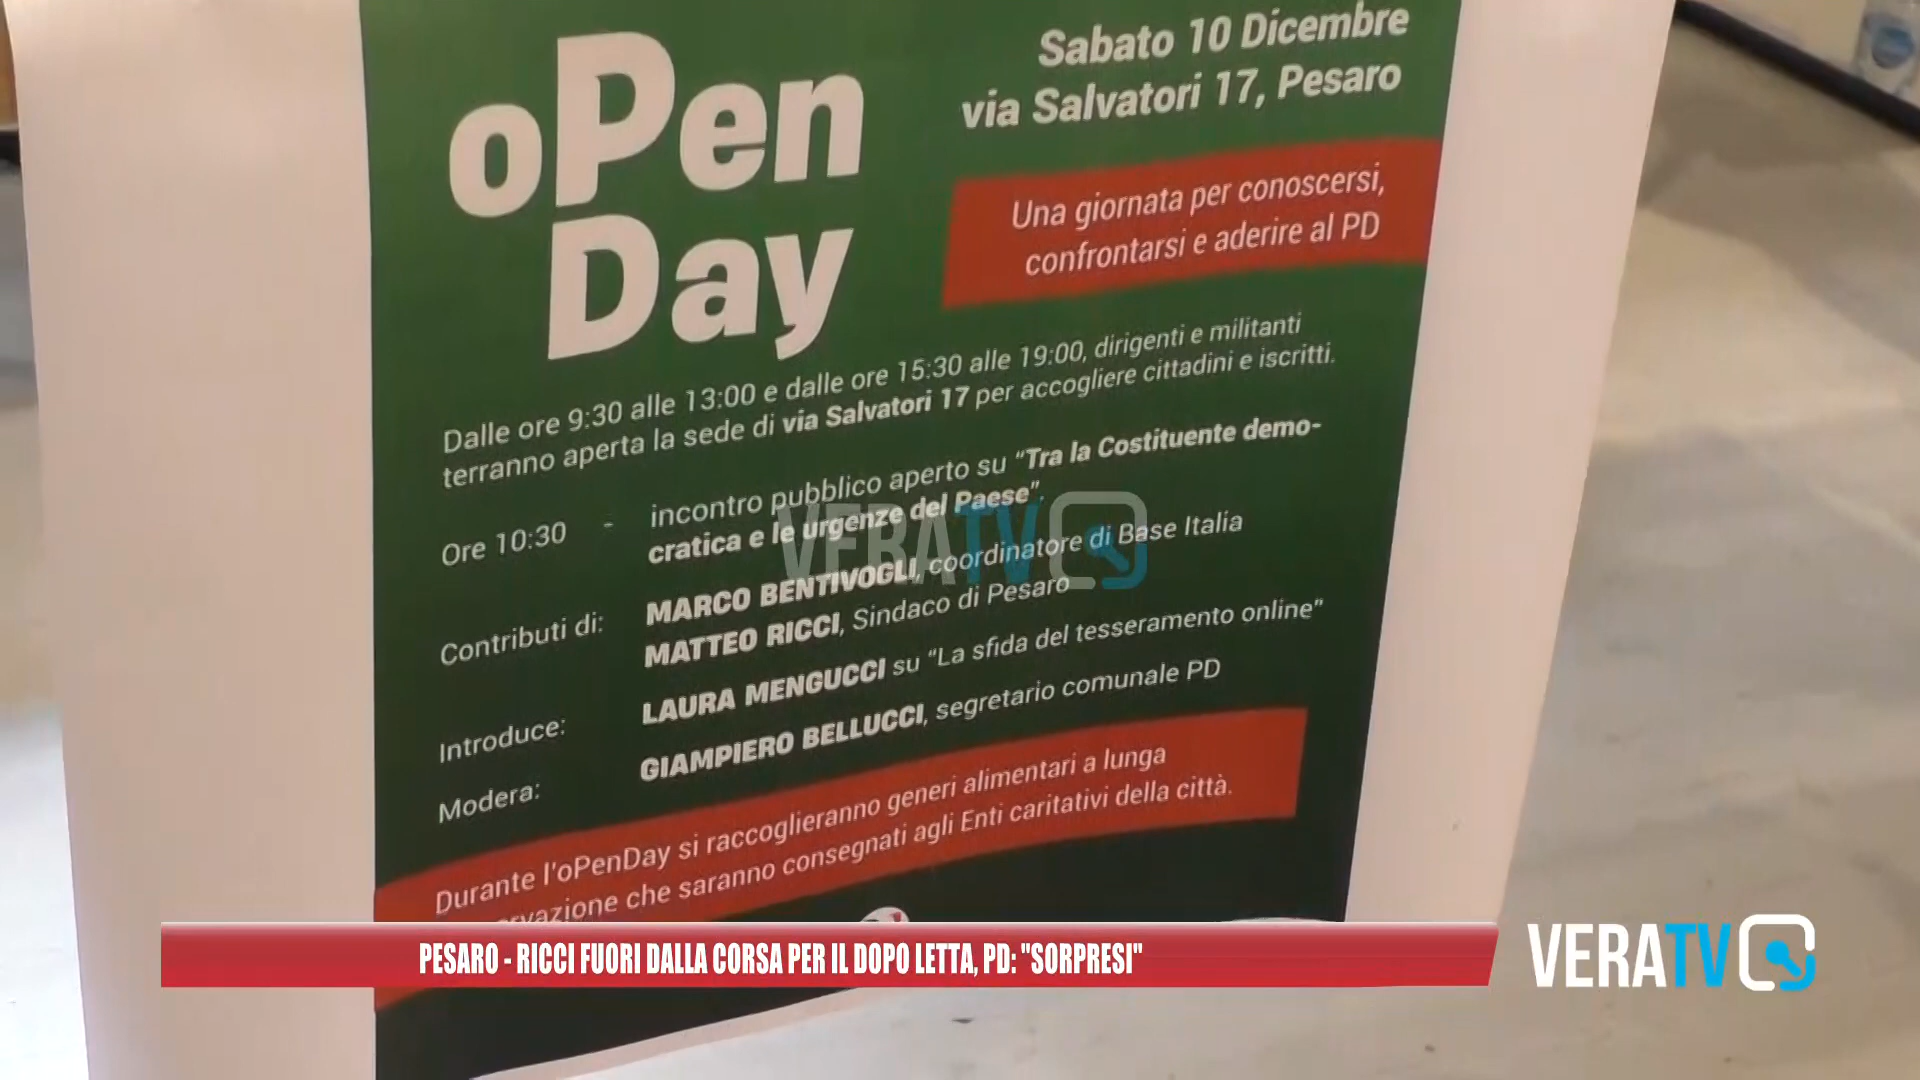 oPen
Day
Sabato 10 Dicembre
via Salvatori 17, Pesaro
Una giornata per conoscersi,
confrontarsi e aderire al PD
Dalle ore 9:30 alle 13:00 e dalle ore 15:30 alle 19:00, dirigenti e militanti
terranno aperta la sede di via Salvatori 17 per accogliere cittadini e iscritti.
Ore 10:30 - incontro pubblico aperto su “Tra la Costituente demo-
cratica e le urgenze del Paese”.
Contributi di: MARCO BENTIVOGLI, coordinatore di Base Italia
MATTEO RICCI, Sindaco di Pesaro
Introduce: LAURA MENGUCCI su “La sfida del tesseramento online”
Modera: GIAMPIERO BELLUCCI, segretario comunale PD
Durante l'oPenDay si raccoglieranno generi alimentari a lunga
che saranno consegnati agli Enti caritativi della città.
VERATV
PESARO - RICCI FUORI DALLA CORSA PER IL DOPO LETTA, PD: "SORPRESI"
VERATV